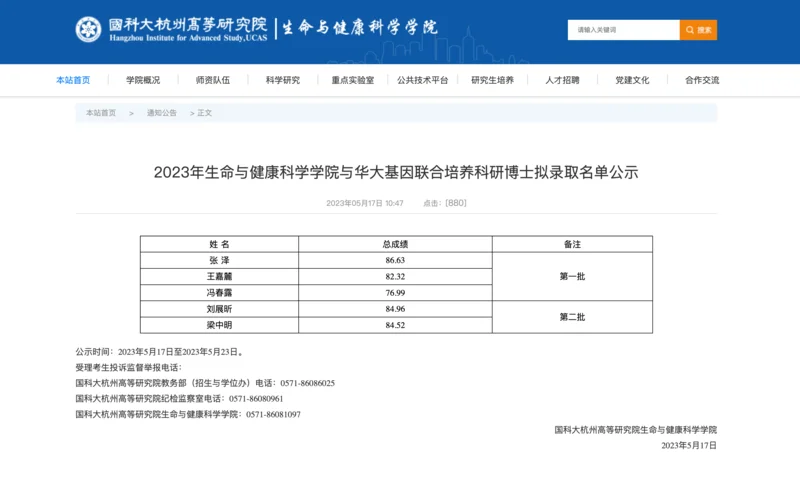 國科大杭州高等研究院
Hangzhou Institute for Advanced Study,UCAS
生命与健康科学学院
请输入关键词
搜索
本站首页 学院概况 师资队伍 科学研究 重点实验室 公共技术平台 研究生培养 人才招聘 党建文化 合作交流
本站首页 > 通知公告 > 正文
2023年生命与健康科学学院与华大基因联合培养科研博士拟录取名单公示
2023年05月17日 10:47 点击：[880]
姓 名 总成绩 备注
张 泽 86.63
王嘉麓 82.32 第一批
冯春露 76.99
刘展昕 84.96
第二批
梁中明 84.52
公示时间：2023年5月17日至2023年5月23日。
受理考生投诉监督举报电话：
国科大杭州高等研究院教务部（招生与学位办）电话：0571-86086025
国科大杭州高等研究院纪检监察室电话：0571-86080961
国科大杭州高等研究院生命与健康科学学院：0571-86081097
国科大杭州高等研究院生命与健康科学学院
2023年5月17日